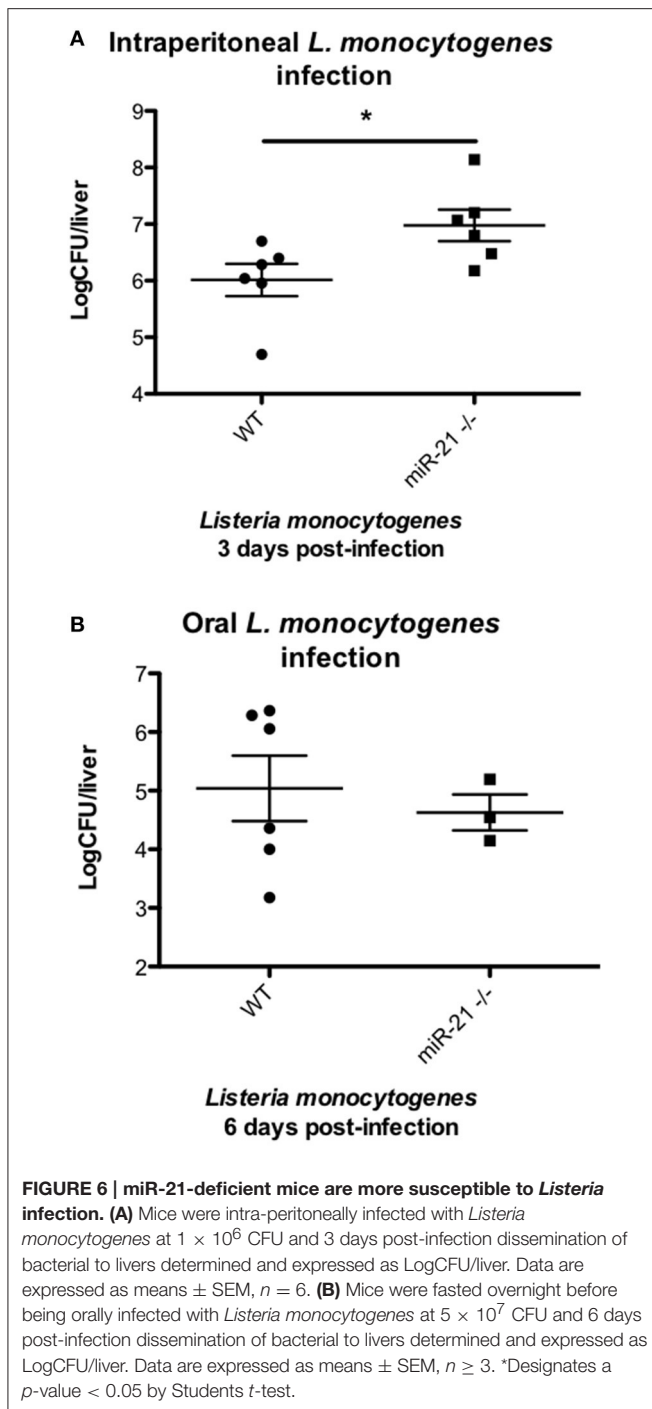 A
Intraperitoneal L. monocytogenes
infection
*
9
8
7
6
5
4
LogCFU/liver
WT
miR-21 -/-
Listeria monocytogenes
3 days post-infection
B
Oral L. monocytogenes
infection
7
6
5
4
3
2
LogCFU/liver
WT
miR-21 -/-
Listeria monocytogenes
6 days post-infection
FIGURE 6 | miR-21-deficient mice are more susceptible to Listeria
infection. (A) Mice were intra-peritoneally infected with Listeria
monocytogenes at 1 × 10⁶ CFU and 3 days post-infection dissemination of
bacterial to livers determined and expressed as LogCFU/liver. Data are
expressed as means ± SEM, n = 6. (B) Mice were fasted overnight before
being orally infected with Listeria monocytogenes at 5 × 10⁷ CFU and 6 days
post-infection dissemination of bacterial to livers determined and expressed as
LogCFU/liver. Data are expressed as means ± SEM, n ≥ 3. *Designates a
p-value < 0.05 by Students t-test.